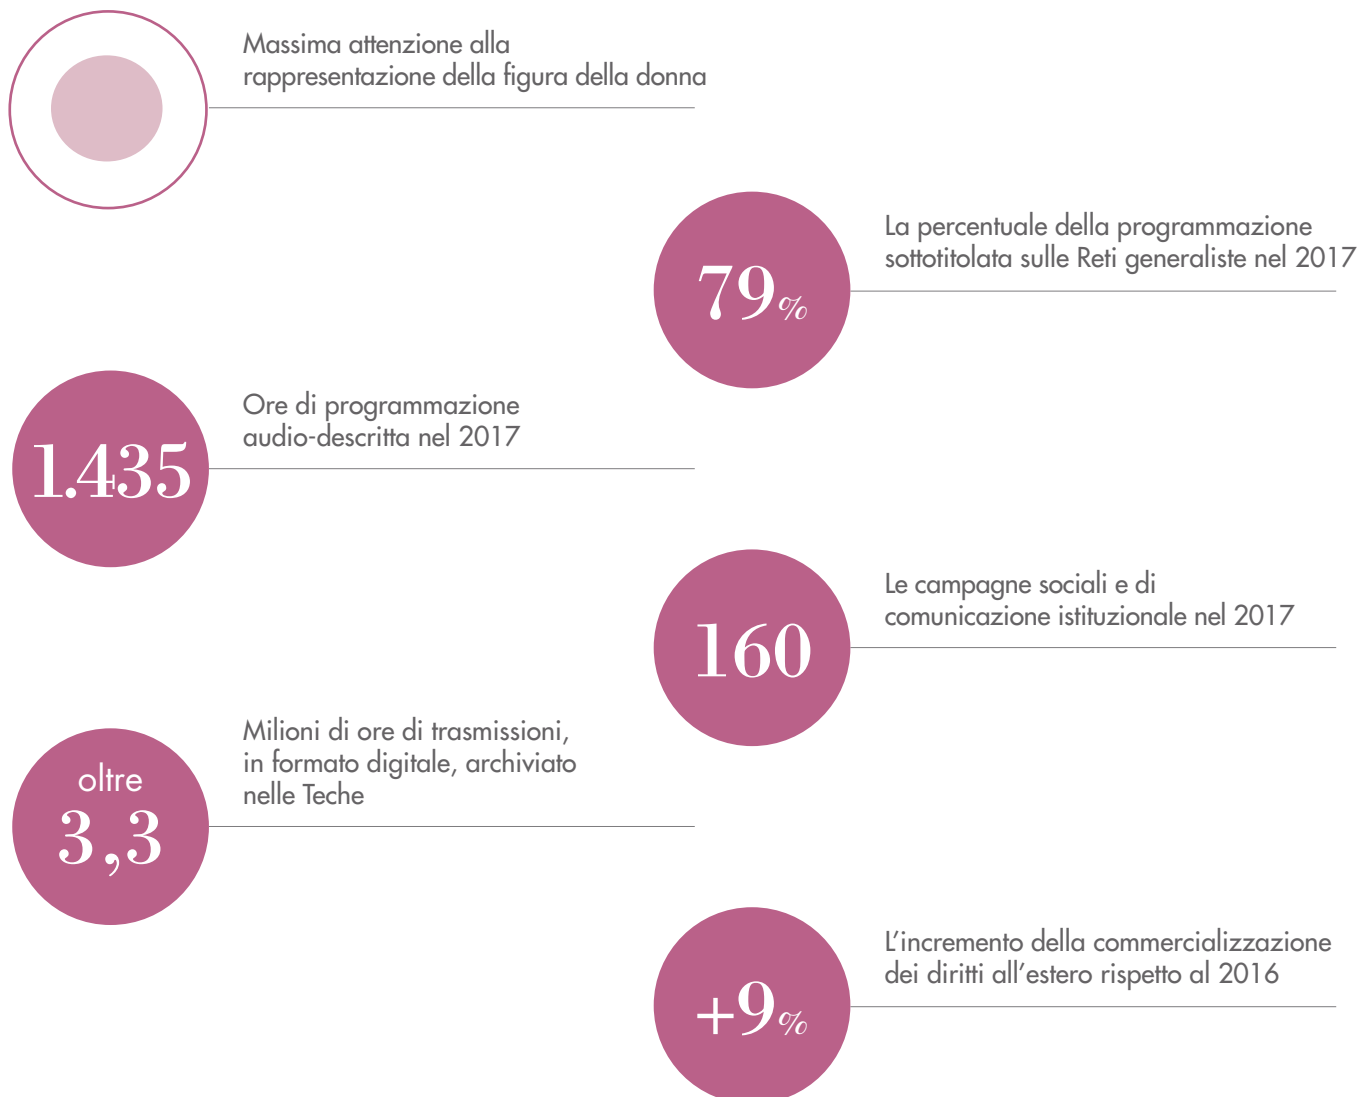 Massima attenzione alla
rappresentazione della figura della donna
79%
La percentuale della programmazione
sottotitolata sulle Reti generaliste nel 2017
1.435
Ore di programmazione
audio-descritta nel 2017
160
Le campagne sociali e di
comunicazione istituzionale nel 2017
oltre
3,3
Milioni di ore di trasmissioni,
in formato digitale, archiviato
nelle Teche
+9%
L’incremento della commercializzazione
dei diritti all’estero rispetto al 2016